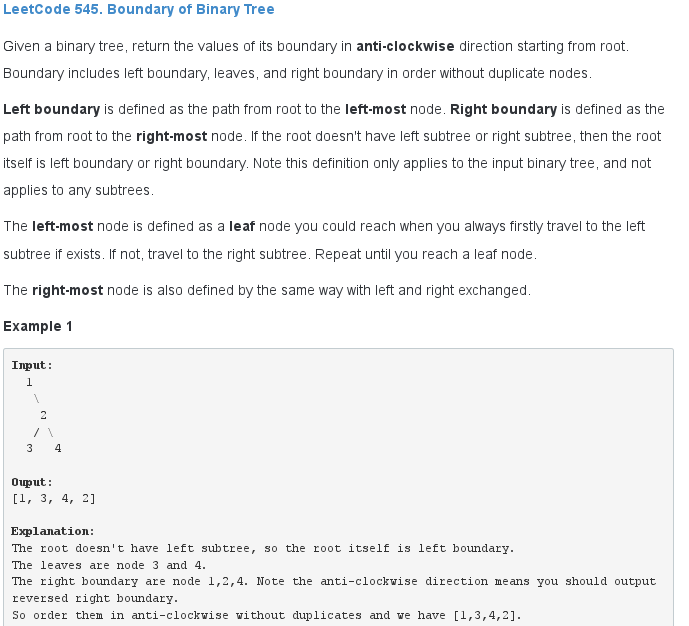 LeetCode 545. Boundary of Binary Tree
Given a binary tree, return the values of its boundary in anti-clockwise direction starting from root.
Boundary includes left boundary, leaves, and right boundary in order without duplicate nodes.
Left boundary is defined as the path from root to the left-most node. Right boundary is defined as the
path from root to the right-most node. If the root doesn't have left subtree or right subtree, then the root
itself is left boundary or right boundary. Note this definition only applies to the input binary tree, and not
applies to any subtrees.
The left-most node is defined as a leaf node you could reach when you always firstly travel to the left
subtree if exists. If not, travel to the right subtree. Repeat until you reach a leaf node.
The right-most node is also defined by the same way with left and right exchanged.
Example 1
Input:
1
\
2
/ \
3 4
Ouput:
[1, 3, 4, 2]
Explanation:
The root doesn't have left subtree, so the root itself is left boundary.
The leaves are node 3 and 4.
The right boundary are node 1,2,4. Note the anti-clockwise direction means you should output
reversed right boundary.
So order them in anti-clockwise without duplicates and we have [1,3,4,2].